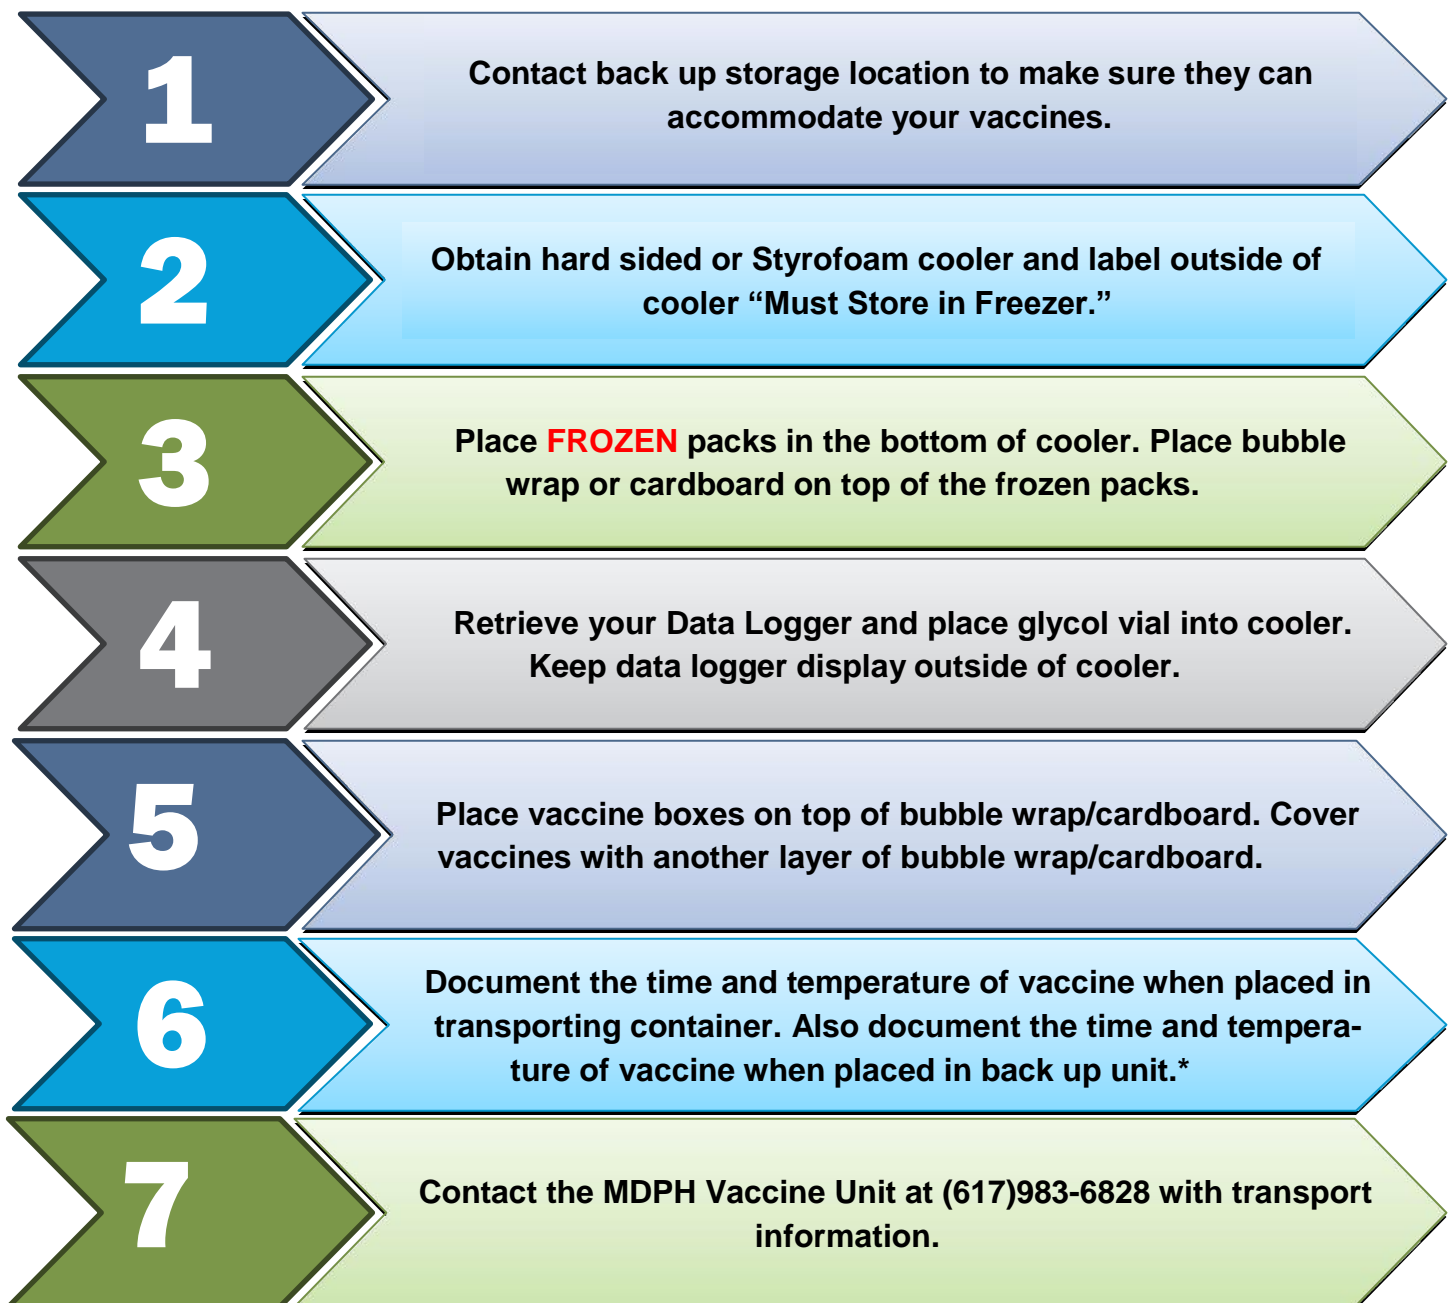 1
Contact back up storage location to make sure they can
accommodate your vaccines.
2
Obtain hard sided or Styrofoam cooler and label outside of
cooler “Must Store in Freezer.”
3
Place FROZEN packs in the bottom of cooler. Place bubble
wrap or cardboard on top of the frozen packs.
4
Retrieve your Data Logger and place glycol vial into cooler.
Keep data logger display outside of cooler.
5
Place vaccine boxes on top of bubble wrap/cardboard. Cover
vaccines with another layer of bubble wrap/cardboard.
6
Document the time and temperature of vaccine when placed in
transporting container. Also document the time and tempera-
ture of vaccine when placed in back up unit.*
7
Contact the MDPH Vaccine Unit at (617)983-6828 with transport
information.